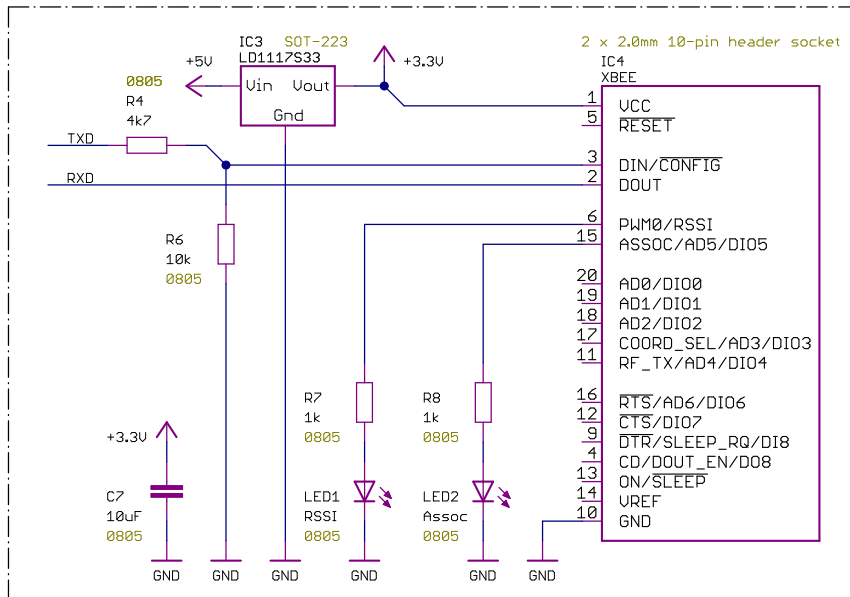 IC3 SOT-223
LD1117S33
2 x 2.0mm 10-pin header socket
IC4
XBEE
+5V
+3.3V
Vin Vout
Gnd
0805
R4
4k7
TXD
RXD
1 VCC
5 RESET
3 DIN/CONFIG
2 DOUT
6 PWM0/RSSI
15 ASSOC/AD5/DIO5
20 AD0/DIO0
19 AD1/DIO1
18 AD2/DIO2
17 COORD_SEL/AD3/DIO3
11 RF_TX/AD4/DIO4
16 RTS/AD6/DIO6
12 CTS/DIO7
9 DTR/SLEEP_RQ/DI8
4 CD/DOUT_EN/DO8
13 ON/SLEEP
14 VREF
10 GND
R6
10k
0805
R7
1k
0805
R8
1k
0805
+3.3V
C7
10uF
0805
LED1
RSSI
0805
LED2
Assoc
0805
GND GND GND GND GND GND